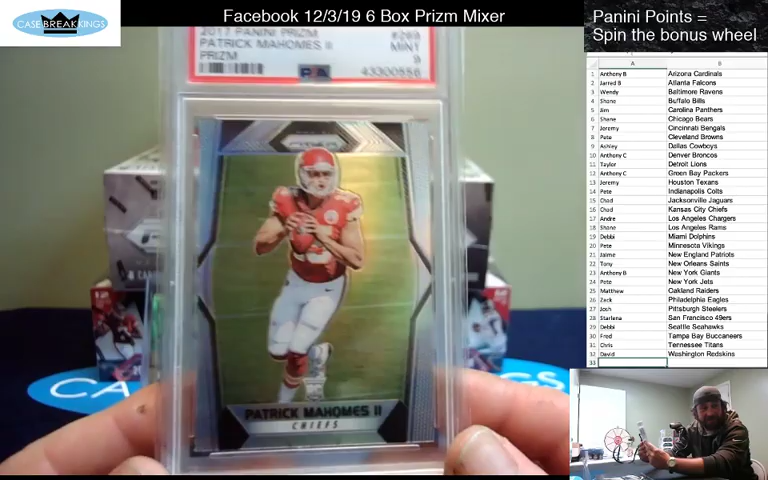 CASE BREAK KINGS
Facebook 12/3/19 6 Box Prizm Mixer
Panini Points =
Spin the bonus wheel
2017 PANINI PRIZM #269
PATRICK MAHOMES II MINT
PRIZM 9
PSA 43300556
PRIZM
PATRICK MAHOMES II
CHIEFS
A B
1 Anthony B Arizona Cardinals
2 Jarred B Atlanta Falcons
3 Wendy Baltimore Ravens
4 Shane Buffalo Bills
5 Jim Carolina Panthers
6 Shane Chicago Bears
7 Jeremy Cincinnati Bengals
8 Pete Cleveland Browns
9 Ashley Dallas Cowboys
10 Anthony C Denver Broncos
11 Taylor Detroit Lions
12 Anthony C Green Bay Packers
13 Jeremy Houston Texans
14 Pete Indianapolis Colts
15 Chad Jacksonville Jaguars
16 Chad Kansas City Chiefs
17 Andre Los Angeles Chargers
18 Shane Los Angeles Rams
19 Debbi Miami Dolphins
20 Pete Minnesota Vikings
21 Jaime New England Patriots
22 Tony New Orleans Saints
23 Anthony B New York Giants
24 Pete New York Jets
25 Matthew Oakland Raiders
26 Zack Philadelphia Eagles
27 Josh Pittsburgh Steelers
28 Starlena San Francisco 49ers
29 Debbi Seattle Seahawks
30 Fred Tampa Bay Buccaneers
31 Chris Tennessee Titans
32 David Washington Redskins
33
CASE